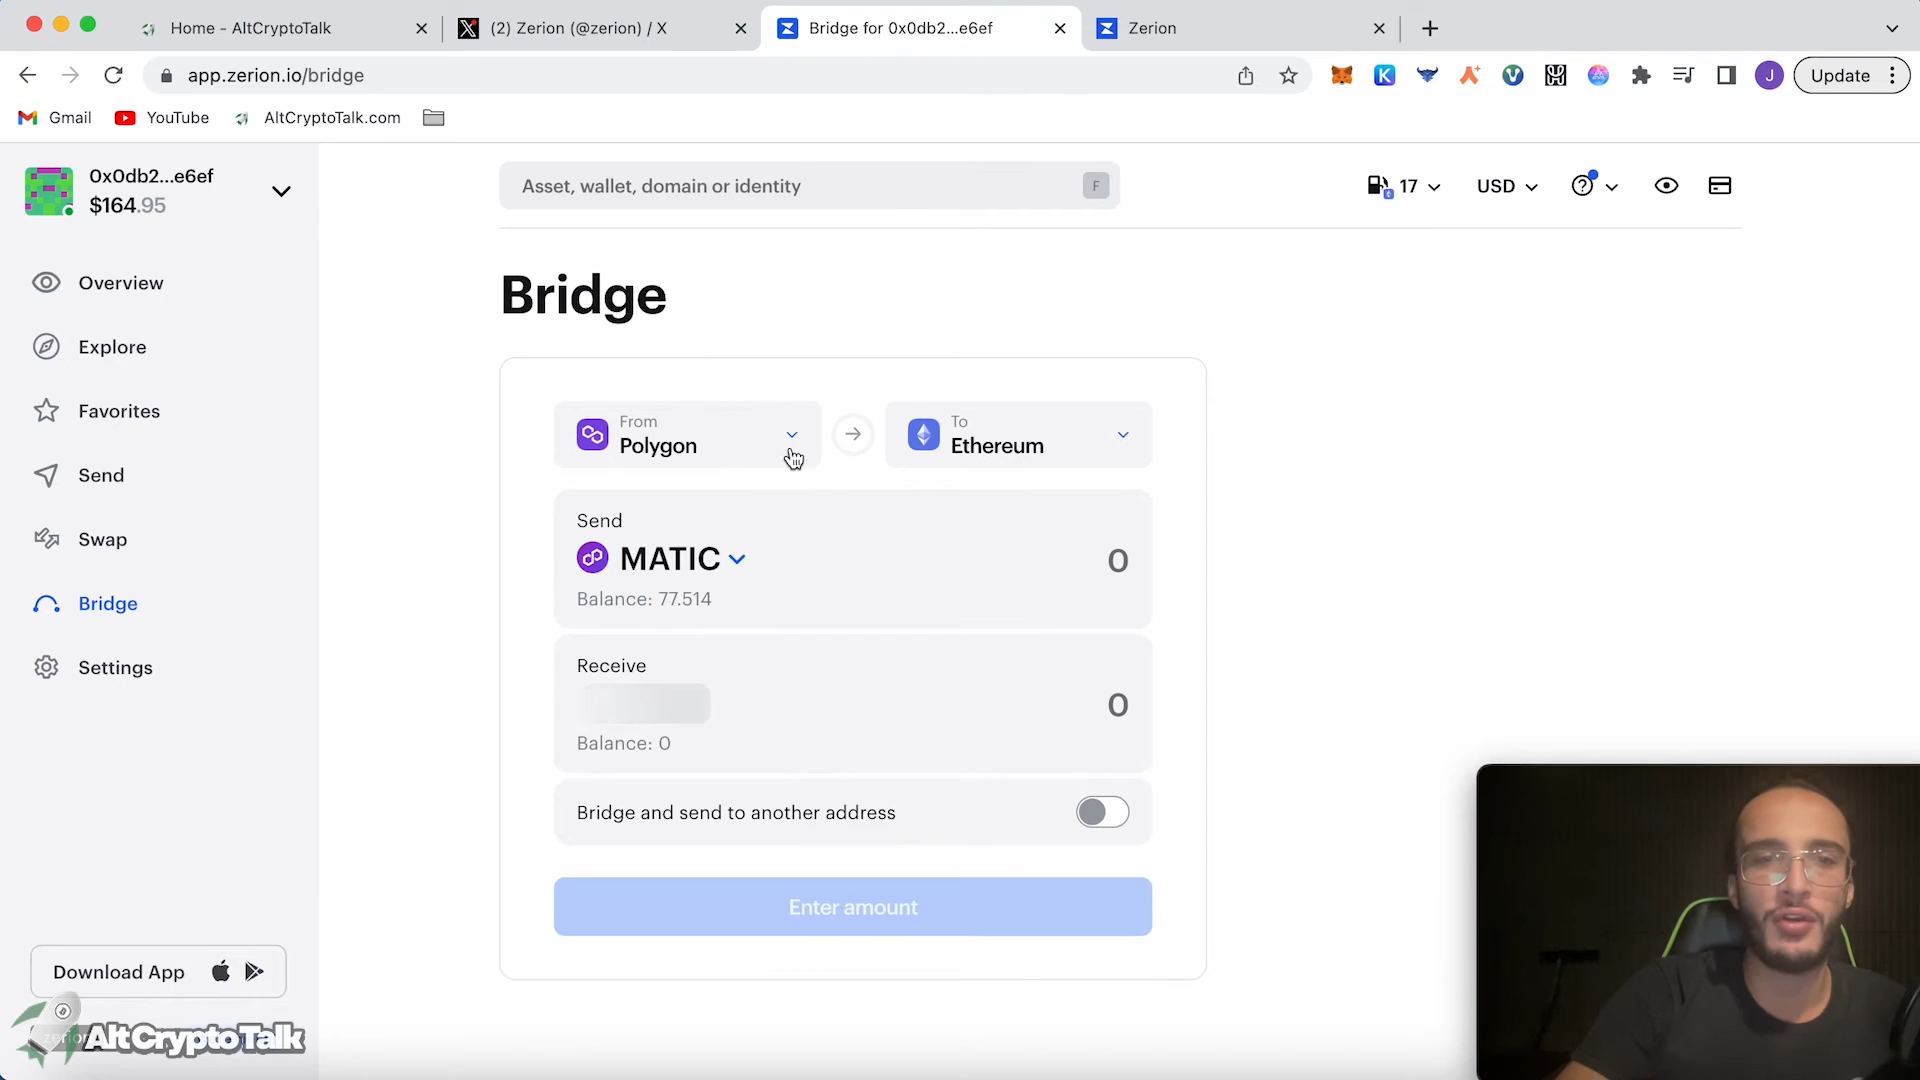 Home - AltCryptoTalk
(2) Zerion (@zerion) / X
Bridge for 0x0db2...e6ef
Zerion
app.zerion.io/bridge
K
J
Update
Gmail
YouTube
AltCryptoTalk.com
0x0db2...e6ef
$164.95
Asset, wallet, domain or identity
F
17
USD
Overview
Explore
Favorites
Send
Swap
Bridge
Settings
Bridge
From
Polygon
To
Ethereum
Send
MATIC
0
Balance: 77.514
Receive
0
Balance: 0
Bridge and send to another address
Enter amount
Download App
AltCryptoTalk